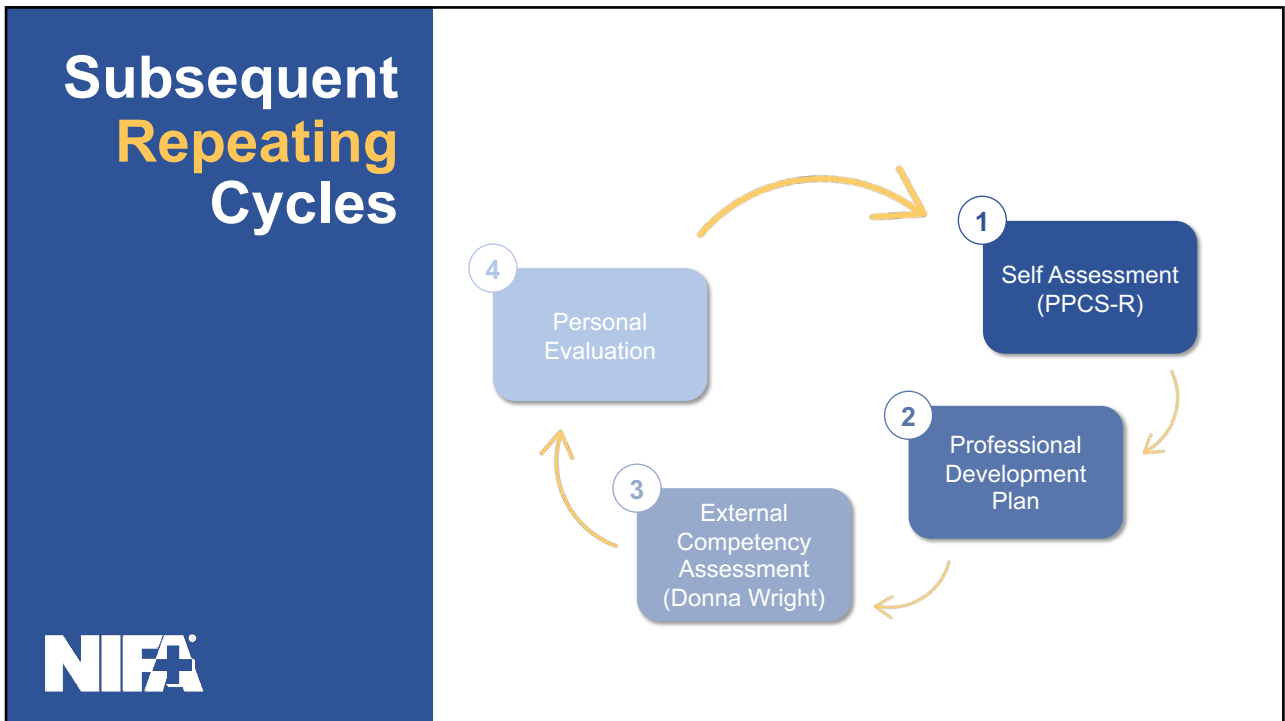 Subsequent
Repeating
Cycles
1
Self Assessment
(PPCS-R)
2
Professional
Development
Plan
3
External
Competency
Assessment
(Donna Wright)
4
Personal
Evaluation
NIFA